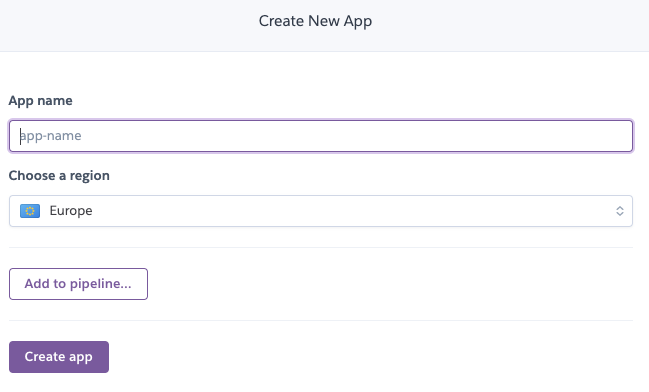 Create New App
App name
app-name
Choose a region
Europe
Add to pipeline...
Create app